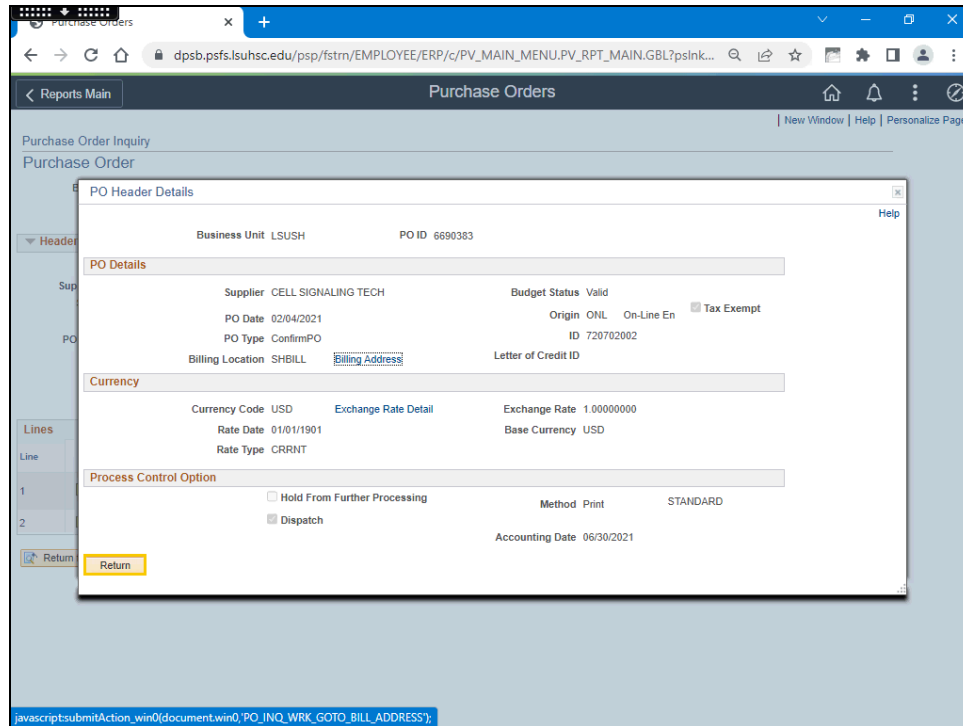 Purchase Orders
dpsb.psfs.lsuhsc.edu/psp/fstrn/EMPLOYEE/ERP/c/PV_MAIN_MENU.PV_RPT_MAIN.GBL?pslnk...
Reports Main
Purchase Orders
New Window | Help | Personalize Page
Purchase Order Inquiry
Purchase Order
PO Header Details
Help
Business Unit LSUSH PO ID 6690383
Header
PO Details
Sup
Supplier CELL SIGNALING TECH Budget Status Valid
PO Date 02/04/2021 Origin ONL On-Line En Tax Exempt
PO
PO Type ConfirmPO ID 720702002
Billing Location SHBILL Billing Address Letter of Credit ID
Currency
Currency Code USD Exchange Rate Detail Exchange Rate 1.00000000
Lines
Rate Date 01/01/1901 Base Currency USD
Line
Rate Type CRRNT
Process Control Option
1
Hold From Further Processing Method Print STANDARD
2
Dispatch
Accounting Date 06/30/2021
Return
Return
javascript:submitAction_win0(document.win0,'PO_INQ_WRK_GOTO_BILL_ADDRESS');